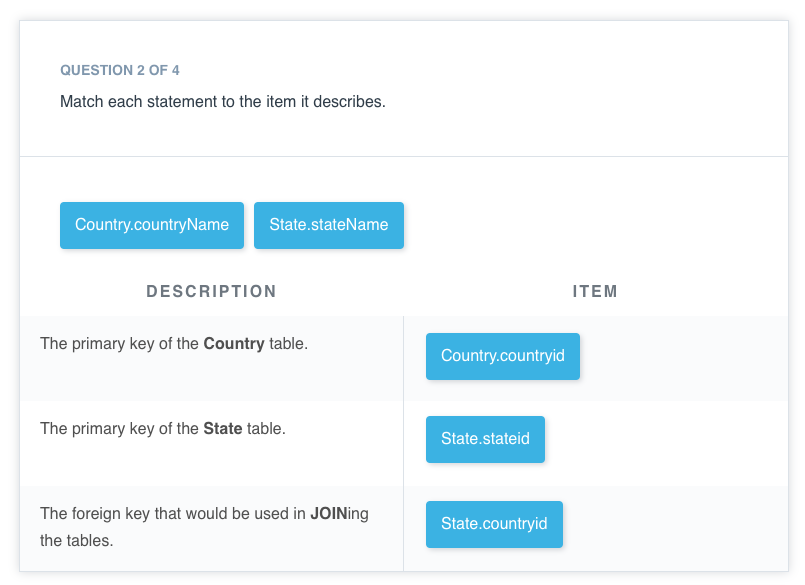 QUESTION 2 OF 4
Match each statement to the item it describes.
Country.countryName State.stateName
DESCRIPTION ITEM
The primary key of the Country table. Country.countryid
The primary key of the State table. State.stateid
The foreign key that would be used in JOINing
the tables.
State.countryid